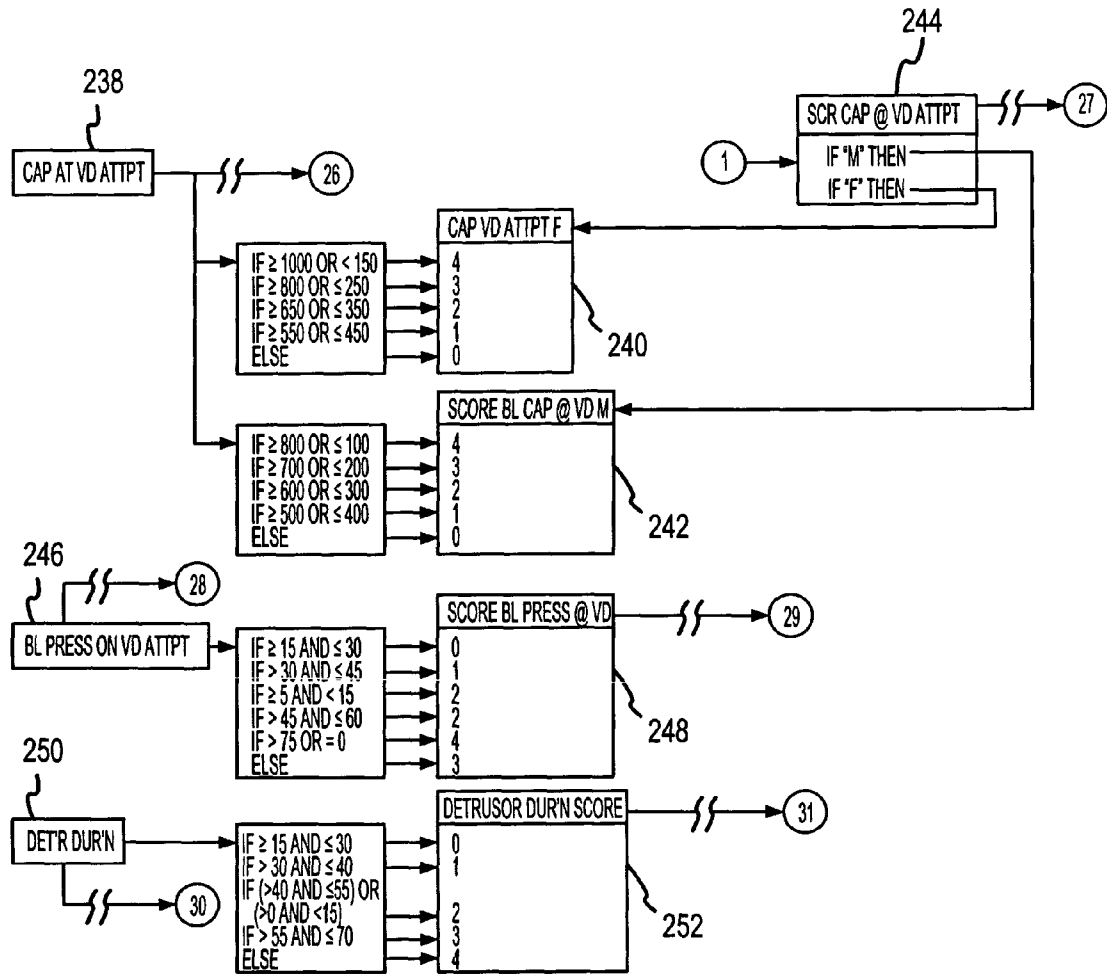 244
238
SCR CAP @ VD ATTPT
27
CAP AT VD ATTPT
26
1
IF "M" THEN
IF "F" THEN
CAP VD ATTPT F
IF ≥ 1000 OR < 150
4
IF ≥ 800 OR ≤ 250
3
IF ≥ 650 OR ≤ 350
2
IF ≥ 550 OR ≤ 450
1
ELSE
0
240
SCORE BL CAP @ VD M
IF ≥ 800 OR ≤ 100
4
IF ≥ 700 OR ≤ 200
3
IF ≥ 600 OR ≤ 300
2
IF ≥ 500 OR ≤ 400
1
ELSE
0
242
246
28
BL PRESS ON VD ATTPT
SCORE BL PRESS @ VD
29
IF ≥ 15 AND ≤ 30
0
IF > 30 AND ≤ 45
1
IF ≥ 5 AND < 15
2
IF > 45 AND ≤ 60
2
IF > 75 OR = 0
4
ELSE
3
248
250
DET'R DUR'N
30
DETRUSOR DUR'N SCORE
31
IF ≥ 15 AND ≤ 30
0
IF > 30 AND ≤ 40
1
IF (>40 AND ≤55) OR
(>0 AND <15)
2
IF > 55 AND ≤ 70
3
ELSE
4
252